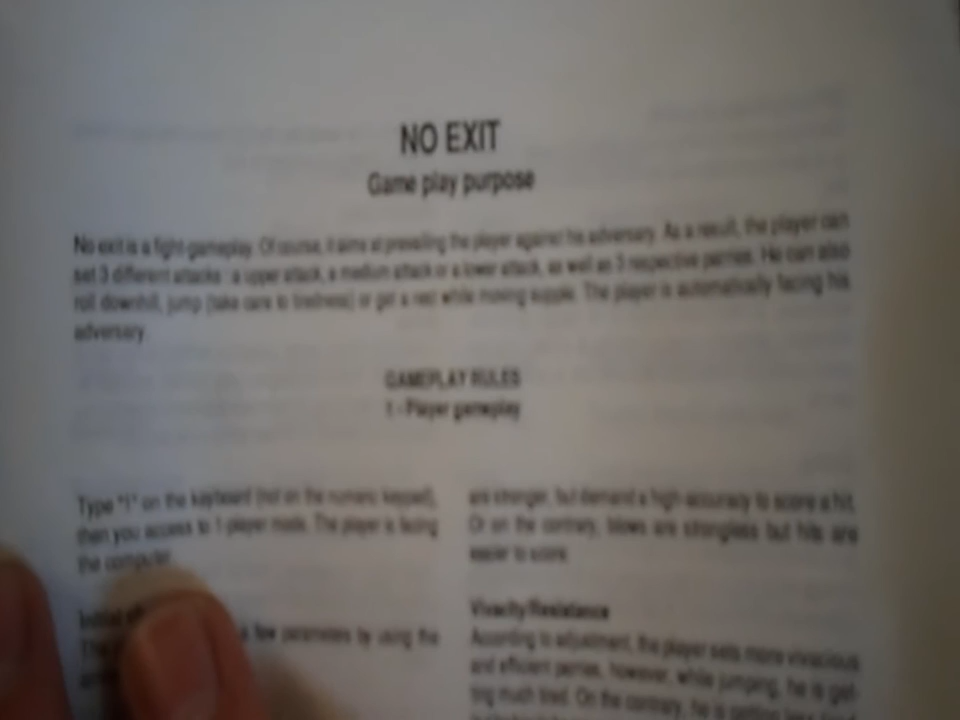 NO EXIT
Game play purpose
No exit is a fight-gameplay. Of course, it aims at prevailing the player against his adversary. As a result, the player can
set 3 different attacks : a upper attack, a medium attack or a lower attack, as well as 3 respective parries. He can also
roll downhill, jump (take care to tiredness) or get a rest while moving supple. The player is automatically facing his
adversary.
GAMEPLAY RULES
1 - Player gameplay
Type "1" on the keyboard (not on the numeric keypad),
then you access to 1-player mode. The player is facing
the computer.
a few parameters by using the
are stronger, but demand a high accuracy to score a hit.
Or on the contrary, blows are strongless but hits are
easier to score.
Vivacity/Resistance
According to adjustment, the player sets more vivacious
and efficient parries, however, while jumping, he is get-
ting much tired. On the contrary, he is getting